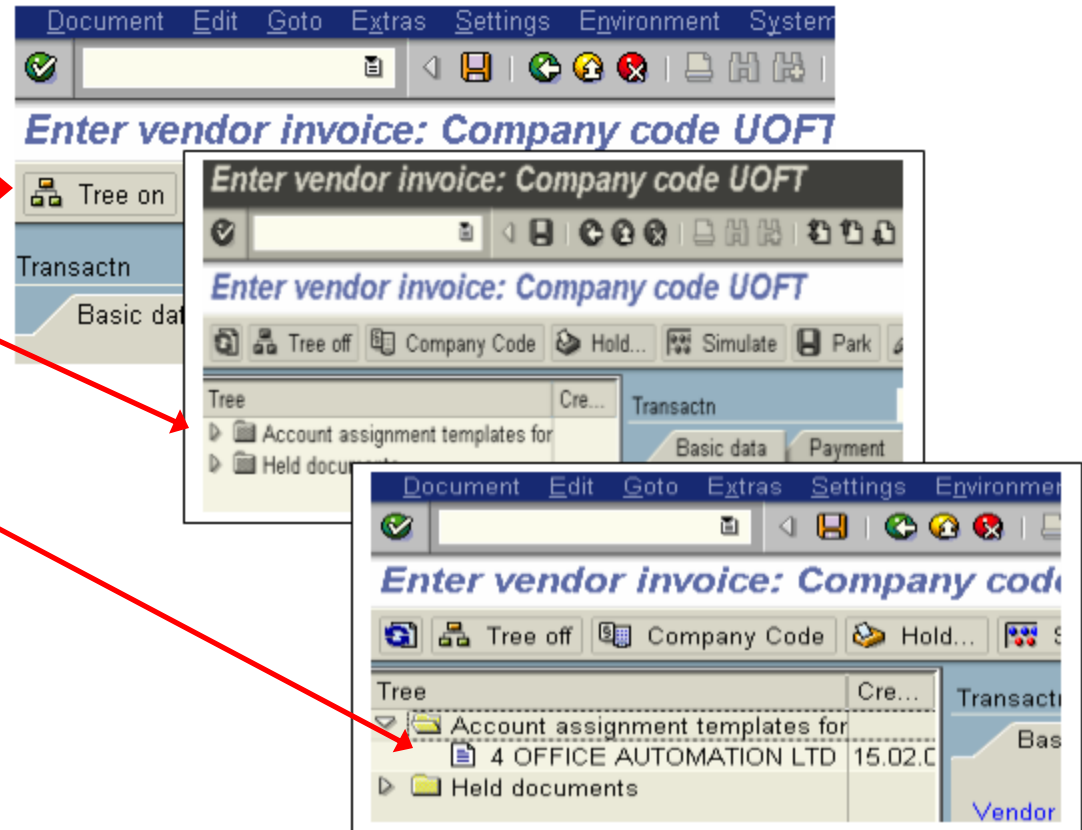 Document Edit Goto Extras Settings Environment System
Enter vendor invoice: Company code UOFT
Tree on
Transactn
Basic dat
Enter vendor invoice: Company code UOFT
Enter vendor invoice: Company code UOFT
Tree off Company Code Hold... Simulate Park
Tree Cre... Transactn
Account assignment templates for Basic data Payment
Held documents
Document Edit Goto Extras Settings Environmen
Enter vendor invoice: Company code
Tree off Company Code Hold... S
Tree Cre... Transactn
Account assignment templates for Bas
4 OFFICE AUTOMATION LTD 15.02.0
Held documents
Vendor